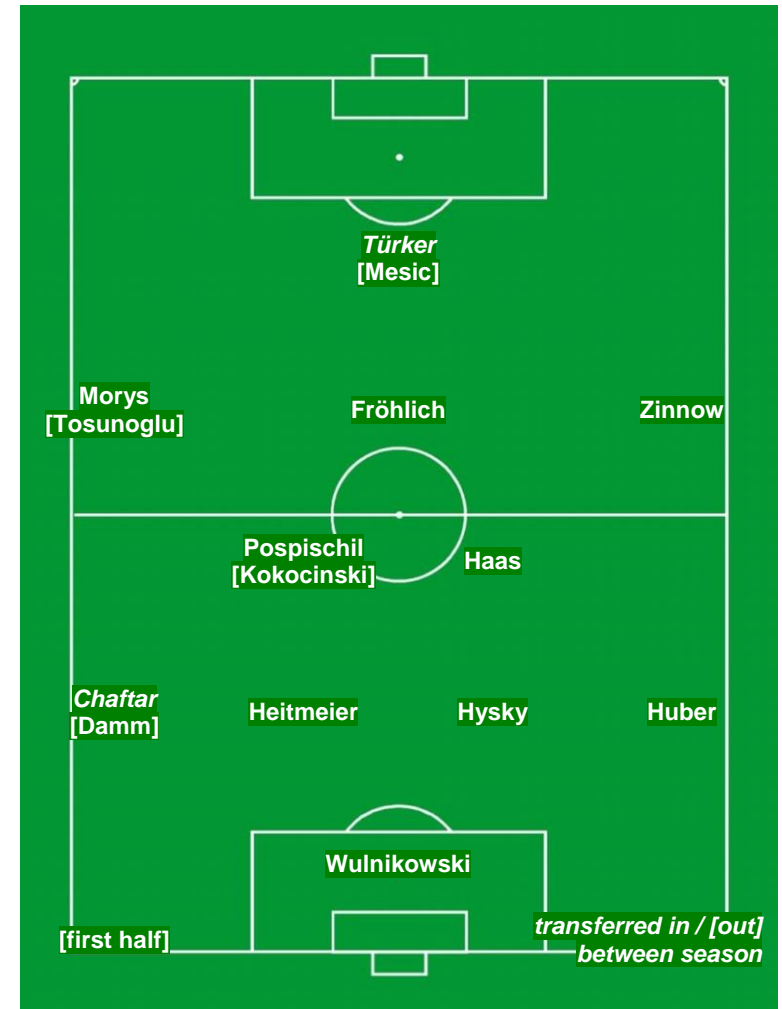 Türker
[Mesic]
Morys
[Tosunoglu]
Fröhlich
Zinnow
Pospischil
[Kokocinski]
Haas
Chaftar
[Damm]
Heitmeier
Hysky
Huber
Wulnikowski
[first half]
transferred in / [out]
between season